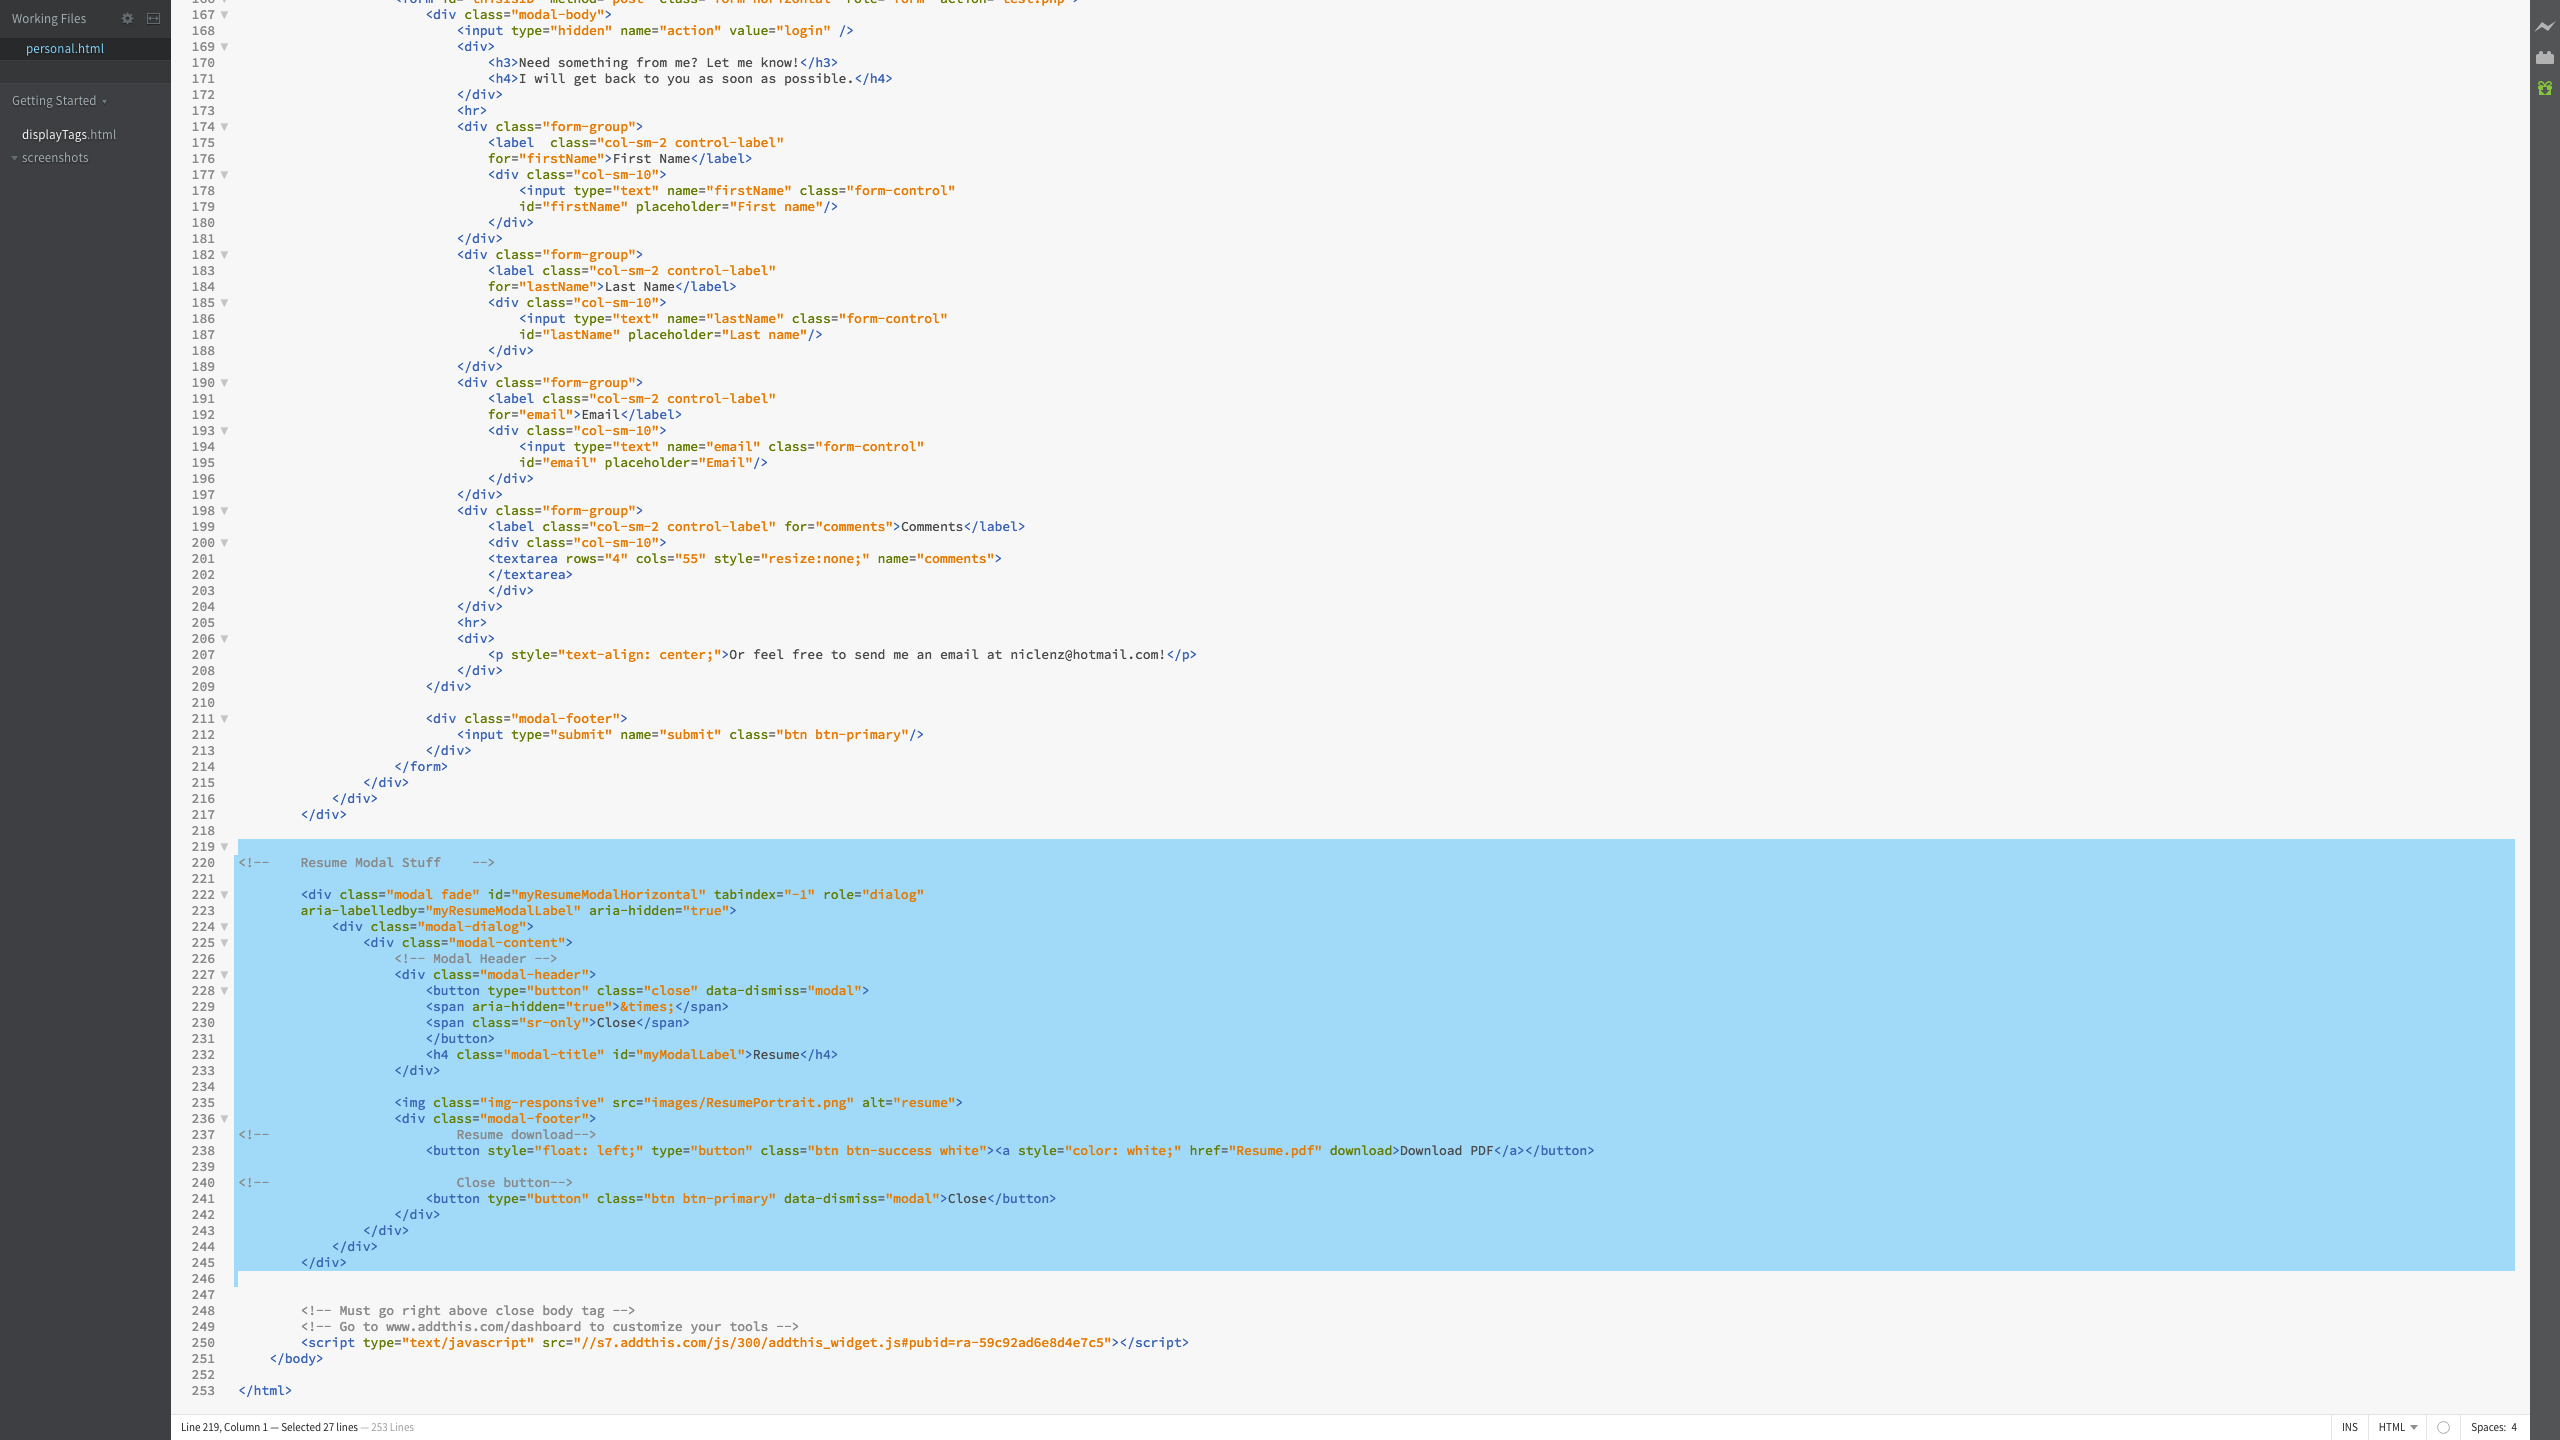 Working Files
personal.html
Getting Started
displayTags.html
screenshots
167 <div class="modal-body">
168 <input type="hidden" name="action" value="login" />
169 <div>
170 <h3>Need something from me? Let me know!</h3>
171 <h4>I will get back to you as soon as possible.</h4>
172 </div>
173 <hr>
174 <div class="form-group">
175 <label  class="col-sm-2 control-label"
176 for="firstName">First Name</label>
177 <div class="col-sm-10">
178 <input type="text" name="firstName" class="form-control"
179 id="firstName" placeholder="First name"/>
180 </div>
181 </div>
182 <div class="form-group">
183 <label class="col-sm-2 control-label"
184 for="lastName">Last Name</label>
185 <div class="col-sm-10">
186 <input type="text" name="lastName" class="form-control"
187 id="lastName" placeholder="Last name"/>
188 </div>
189 </div>
190 <div class="form-group">
191 <label class="col-sm-2 control-label"
192 for="email">Email</label>
193 <div class="col-sm-10">
194 <input type="text" name="email" class="form-control"
195 id="email" placeholder="Email"/>
196 </div>
197 </div>
198 <div class="form-group">
199 <label class="col-sm-2 control-label" for="comments">Comments</label>
200 <div class="col-sm-10">
201 <textarea rows="4" cols="55" style="resize:none;" name="comments">
202 </textarea>
203 </div>
204 </div>
205 <hr>
206 <div>
207 <p style="text-align: center;">Or feel free to send me an email at niclenz@hotmail.com!</p>
208 </div>
209 </div>
210
211 <div class="modal-footer">
212 <input type="submit" name="submit" class="btn btn-primary"/>
213 </div>
214 </form>
215 </div>
216 </div>
217 </div>
218
219
220 <!--    Resume Modal Stuff    -->
221
222 <div class="modal fade" id="myResumeModalHorizontal" tabindex="-1" role="dialog"
223 aria-labelledby="myResumeModalLabel" aria-hidden="true">
224 <div class="modal-dialog">
225 <div class="modal-content">
226 <!-- Modal Header -->
227 <div class="modal-header">
228 <button type="button" class="close" data-dismiss="modal">
229 <span aria-hidden="true">&times;</span>
230 <span class="sr-only">Close</span>
231 </button>
232 <h4 class="modal-title" id="myModalLabel">Resume</h4>
233 </div>
234
235 <img class="img-responsive" src="images/ResumePortrait.png" alt="resume">
236 <div class="modal-footer">
237 <!--                        Resume download-->
238 <button style="float: left;" type="button" class="btn btn-success white"><a style="color: white;" href="Resume.pdf" download>Download PDF</a></button>
239
240 <!--                        Close button-->
241 <button type="button" class="btn btn-primary" data-dismiss="modal">Close</button>
242 </div>
243 </div>
244 </div>
245 </div>
246
247
248 <!-- Must go right above close body tag -->
249 <!-- Go to www.addthis.com/dashboard to customize your tools -->
250 <script type="text/javascript" src="//s7.addthis.com/js/300/addthis_widget.js#pubid=ra-59c92ad6e8d4e7c5"></script>
251 </body>
252
253 </html>
Line 219, Column 1 — Selected 27 lines — 253 Lines
INS HTML Spaces: 4